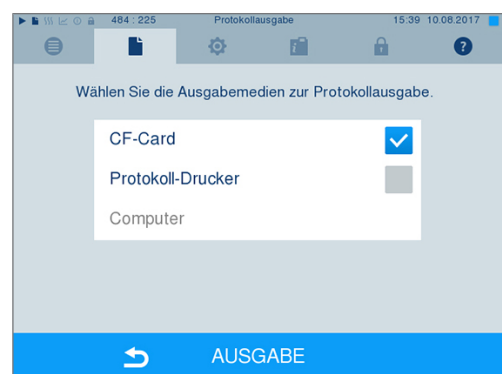 484 : 225 Protokollausgabe 15:39 10.08.2017
Wählen Sie die Ausgabemedien zur Protokollausgabe.
CF-Card
Protokoll-Drucker
Computer
AUSGABE